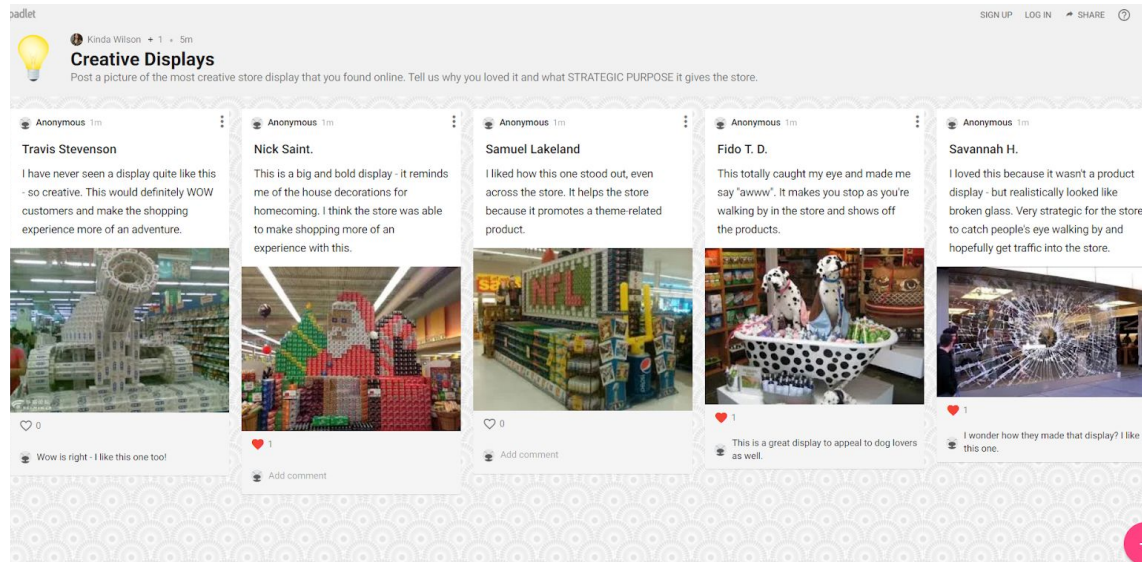 padlet
SIGN UP LOG IN SHARE ?
Kinda Wilson + 1 • 5m
Creative Displays
Post a picture of the most creative store display that you found online. Tell us why you loved it and what STRATEGIC PURPOSE it gives the store.
Anonymous 1m
Travis Stevenson
I have never seen a display quite like this
- so creative. This would definitely WOW
customers and make the shopping
experience more of an adventure.
0
Wow is right - I like this one too!
Anonymous 1m
Nick Saint.
This is a big and bold display - it reminds
me of the house decorations for
homecoming. I think the store was able
to make shopping more of an
experience with this.
1
Add comment
Anonymous 1m
Samuel Lakeland
I liked how this one stood out, even
across the store. It helps the store
because it promotes a theme-related
product.
sale
NFL
pepsi
0
Add comment
Anonymous 1m
Fido T. D.
This totally caught my eye and made me
say "awww". It makes you stop as you're
walking by in the store and shows off
the products.
1
This is a great display to appeal to dog lovers
as well.
Anonymous 1m
Savannah H.
I loved this because it wasn't a product
display - but realistically looked like
broken glass. Very strategic for the store
to catch people's eye walking by and
hopefully get traffic into the store.
1
I wonder how they made that display? I like
this one.